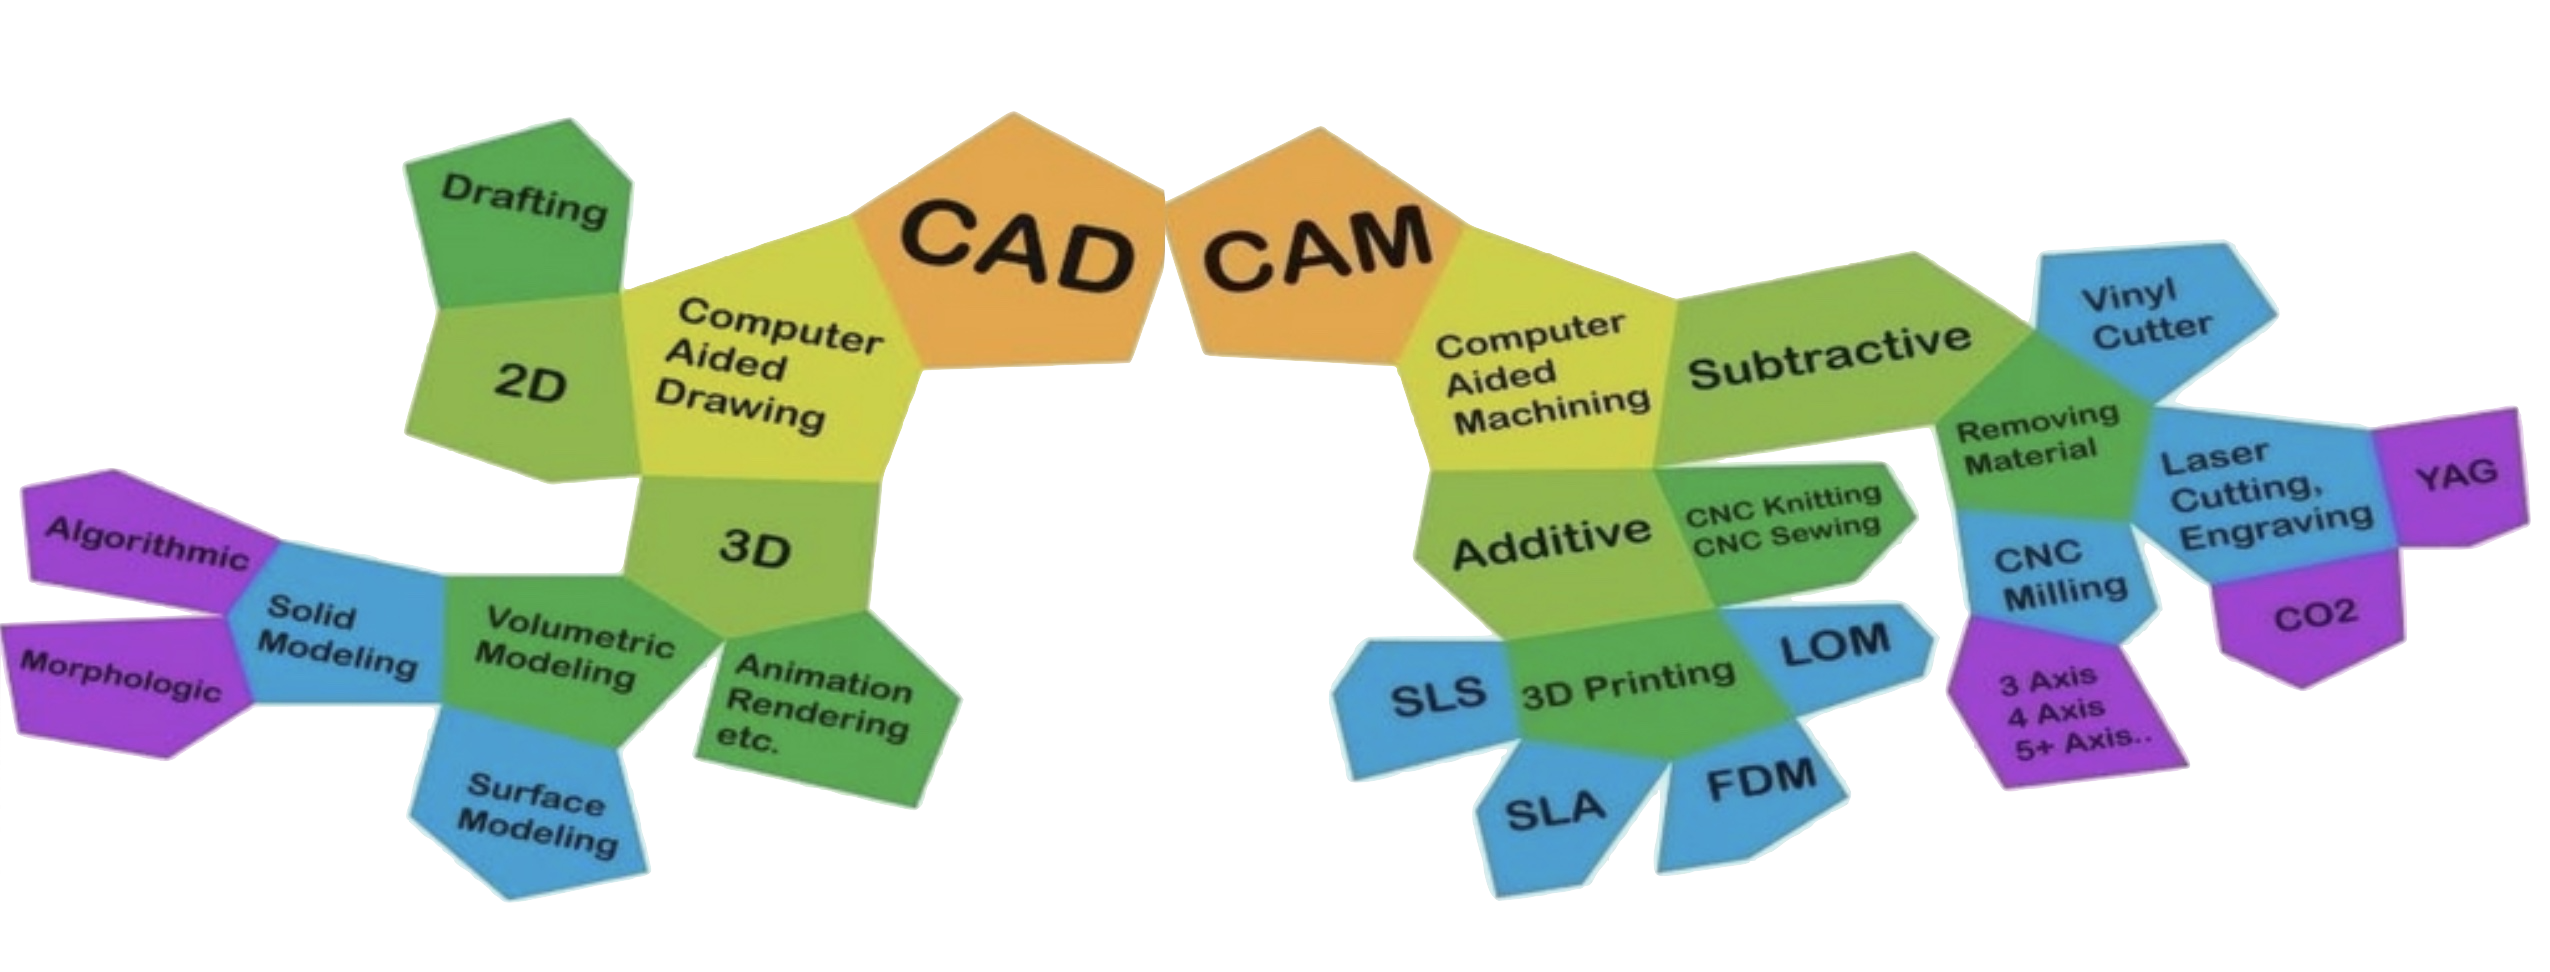 CAD
Computer
Aided
Drawing
2D
Drafting
3D
Volumetric
Modeling
Solid
Modeling
Algorithmic
Morphologic
Surface
Modeling
Animation
Rendering
etc.
CAM
Computer
Aided
Machining
Subtractive
Removing
Material
Vinyl
Cutter
Laser
Cutting,
Engraving
YAG
CO2
CNC
Milling
3 Axis
4 Axis
5+ Axis..
Additive
CNC Knitting
CNC Sewing
3D Printing
LOM
SLS
SLA
FDM